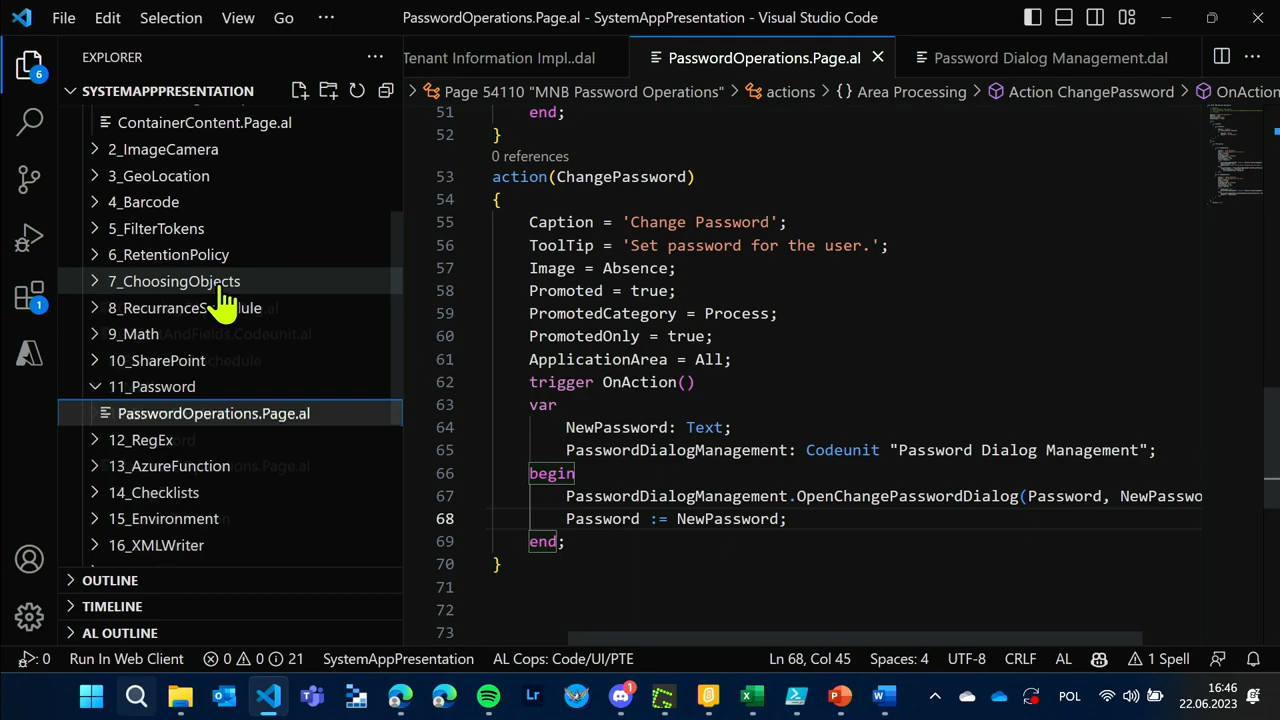 File Edit Selection View Go ··· PasswordOperations.Page.al - SystemAppPresentation - Visual Studio Code
EXPLORER ···
Tenant Information Impl..dal PasswordOperations.Page.al Password Dialog Management.dal ···
SYSTEMAPPPRESENTATION
Page 54110 "MNB Password Operations" > actions > {} Area Processing > Action ChangePassword > OnAction
ContainerContent.Page.al
2_ImageCamera
3_GeoLocation
4_Barcode
5_FilterTokens
6_RetentionPolicy
7_ChoosingObjects
9_Math
10_SharePoint
11_Password
PasswordOperations.Page.al
12_RegEx
13_AzureFunction
14_Checklists
15_Environment
16_XMLWriter
OUTLINE
TIMELINE
AL OUTLINE
51 end;
52 }
0 references
53 action(ChangePassword)
54 {
55 Caption = 'Change Password';
56 ToolTip = 'Set password for the user.';
57 Image = Absence;
58 Promoted = true;
59 PromotedCategory = Process;
60 PromotedOnly = true;
61 ApplicationArea = All;
62 trigger OnAction()
63 var
64 NewPassword: Text;
65 PasswordDialogManagement: Codeunit "Password Dialog Management";
66 begin
67 PasswordDialogManagement.OpenChangePasswordDialog(Password, NewPasswo
68 Password := NewPassword;
69 end;
70 }
71
72
73
6
1
: 0 Run In Web Client 0 0 21 SystemAppPresentation AL Cops: Code/UI/PTE Ln 68, Col 45 Spaces: 4 UTF-8 CRLF AL 1 Spell
Lr 1 POL 16:46
22.06.2023